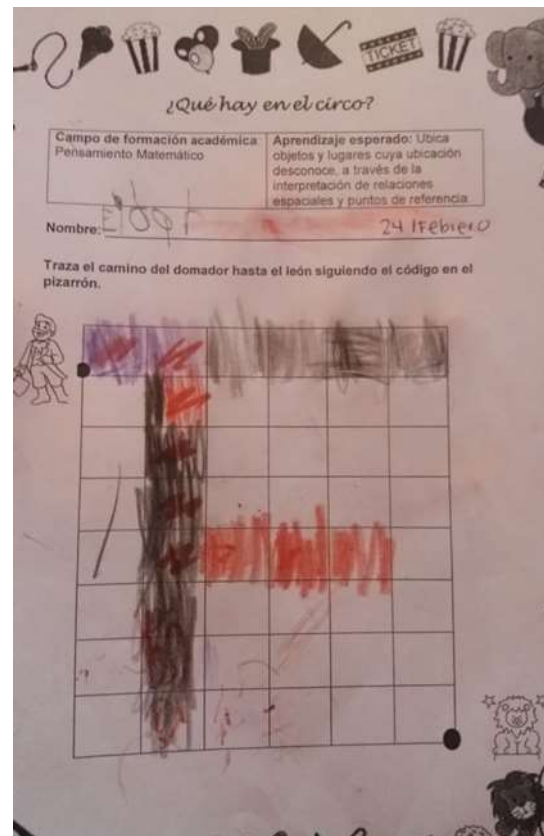 TICKET
¿Qué hay en el circo?
Campo de formación académica:
Pensamiento Matemático
Aprendizaje esperado: Ubica
objetos y lugares cuya ubicación
desconoce, a través de la
interpretación de relaciones
espaciales y puntos de referencia
Nombre:
24 Febrero
Traza el camino del domador hasta el león siguiendo el código en el
pizarrón.